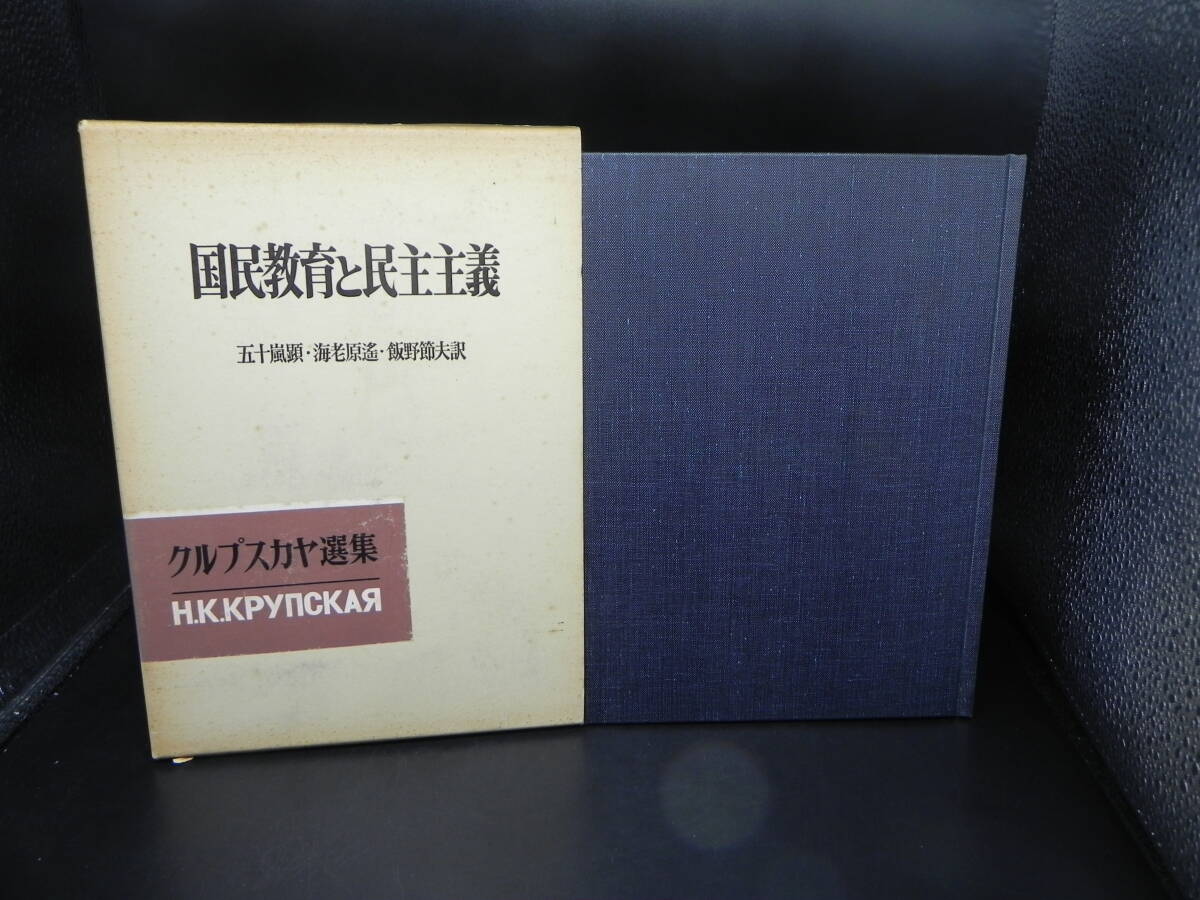 国民教育と民主主義
五十嵐顕・海老原遙・飯野節夫訳
クルプスカヤ選集
Н.К.КРУПСКАЯ